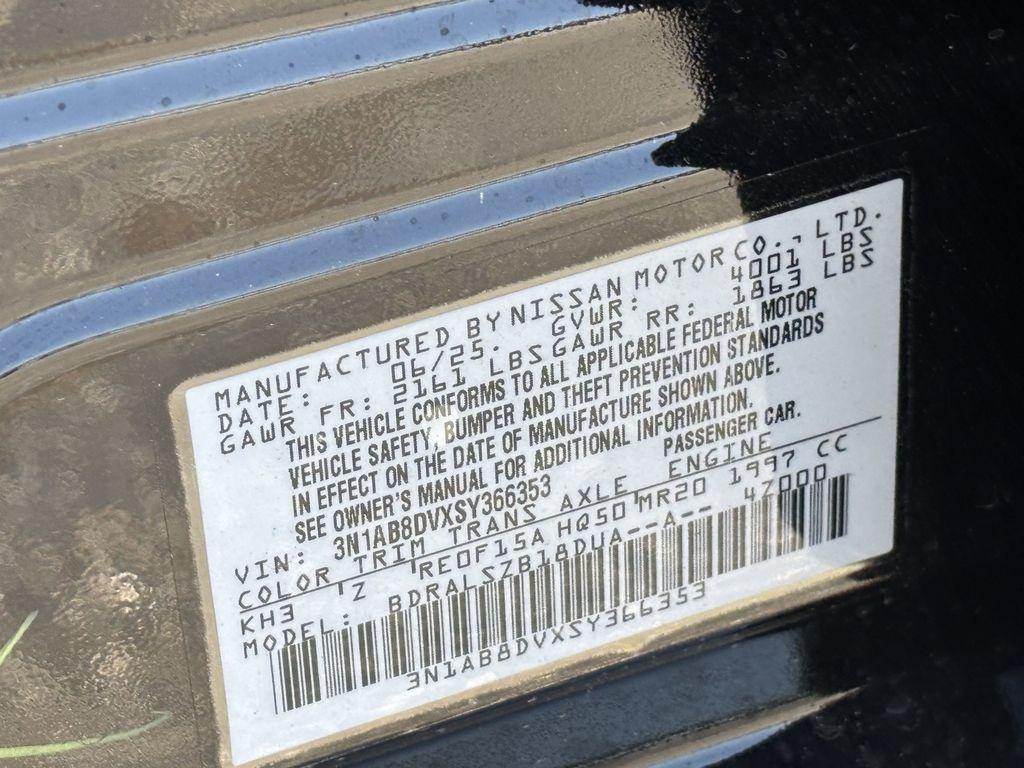 MANUFACTURED BY NISSAN MOTOR CO., LTD.
DATE: 06/25. GVWR: 4001 LBS
GAWR FR: 2161 LBS GAWR RR: 1863 LBS
THIS VEHICLE CONFORMS TO ALL APPLICABLE FEDERAL MOTOR
VEHICLE SAFETY, BUMPER AND THEFT PREVENTION STANDARDS
IN EFFECT ON THE DATE OF MANUFACTURE SHOWN ABOVE.
SEE OWNER'S MANUAL FOR ADDITIONAL INFORMATION.
VIN: 3N1AB8DVXSY366353 PASSENGER CAR.
COLOR TRIM TRANS AXLE ENGINE
KH3 'Z 'RE0F15A HQ50 MR20 1997 CC
MODEL: BDRALSZB18DUA--A-- 47000
3N1AB8DVXSY366353